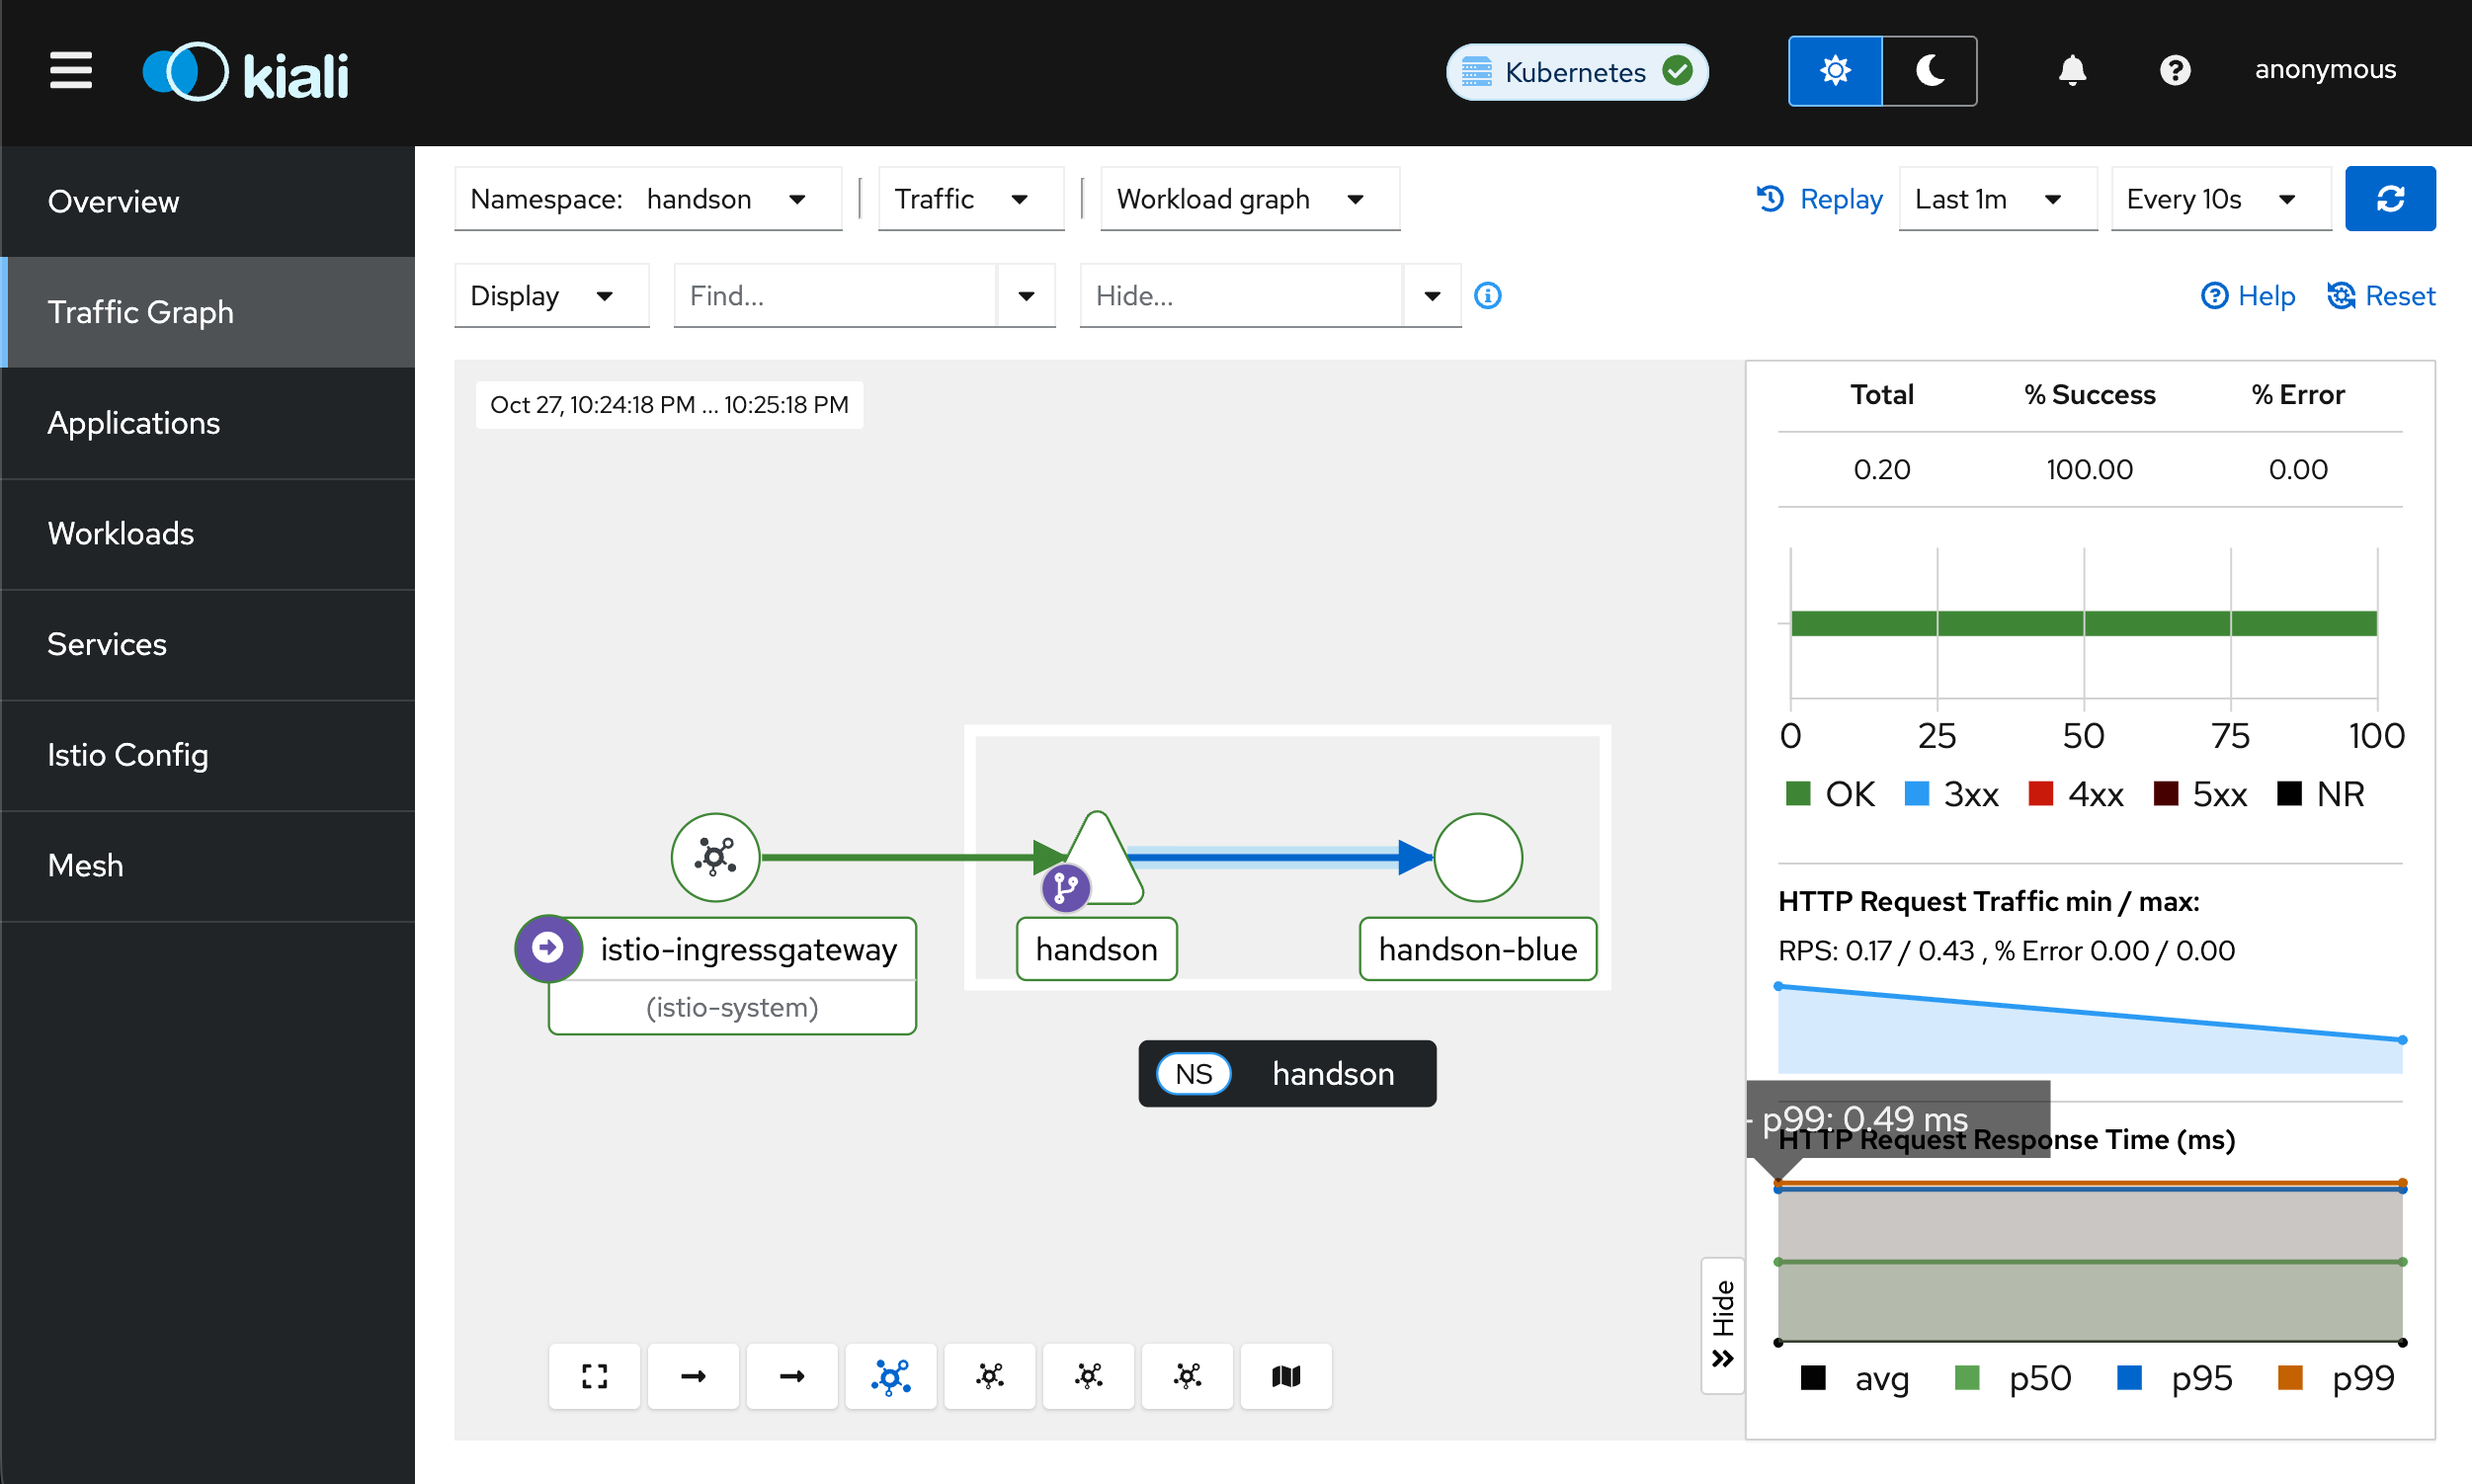 kiali
Kubernetes
anonymous
Overview
Traffic Graph
Applications
Workloads
Services
Istio Config
Mesh
Namespace: handson
Traffic
Workload graph
Replay
Last 1m
Every 10s
Display
Find...
Hide...
Help
Reset
Oct 27, 10:24:18 PM ... 10:25:18 PM
istio-ingressgateway
(istio-system)
handson
handson-blue
NS handson
Hide
Total % Success % Error
0.20 100.00 0.00
0 25 50 75 100
OK 3xx 4xx 5xx NR
HTTP Request Traffic min / max:
RPS: 0.17 / 0.43 , % Error 0.00 / 0.00
- p99: 0.49 ms
HTTP Request Response Time (ms)
avg p50 p95 p99